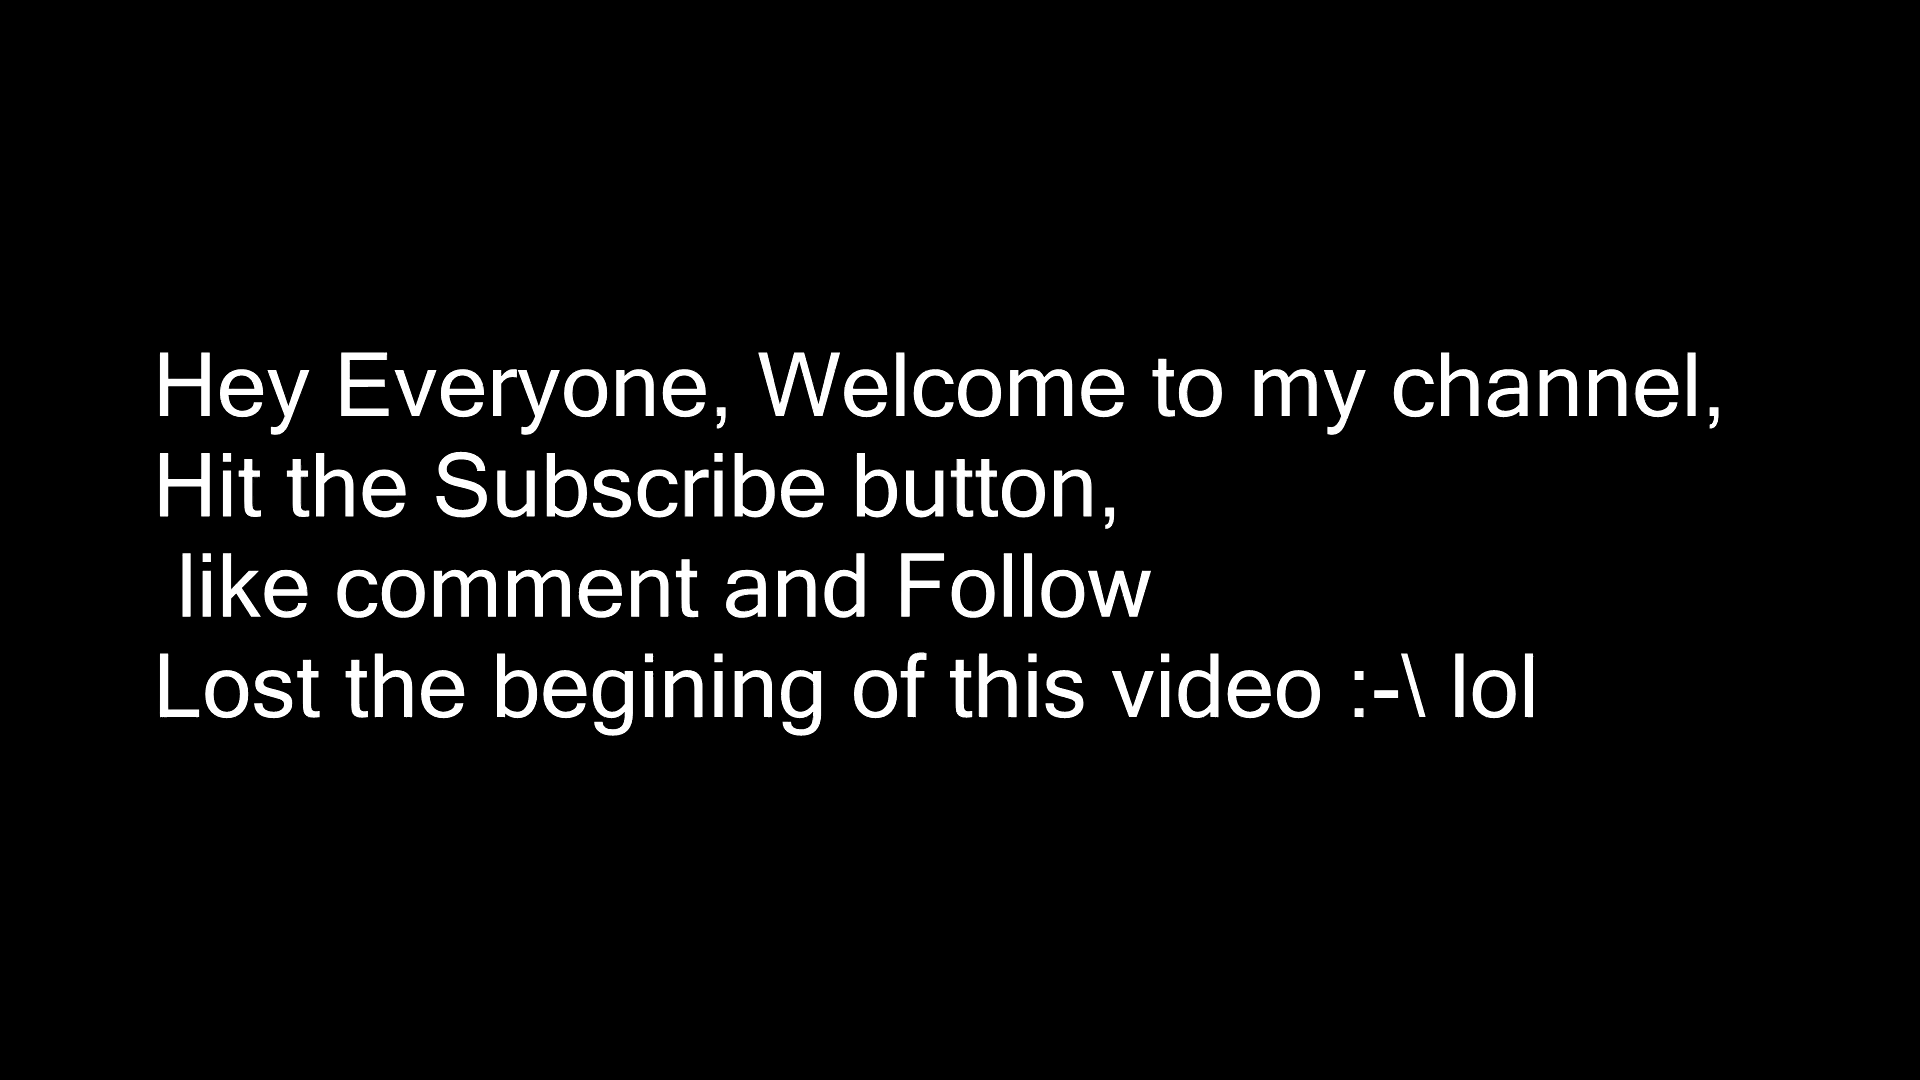 Hey Everyone, Welcome to my channel,
Hit the Subscribe button,
like comment and Follow
Lost the begining of this video :-\ lol